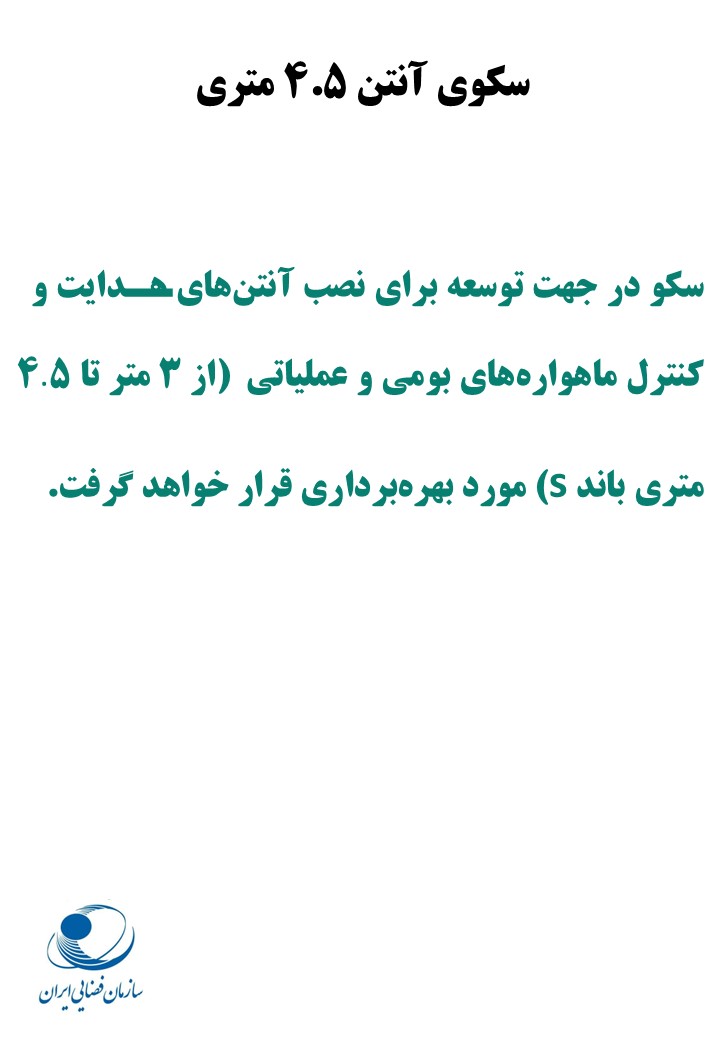 سکوی آنتن ۴.۵ متری
سکو در جهت توسعه برای نصب آنتن‌های هـدایت و
کنترل ماهواره‌های بومی و عملیاتی (از ۳ متر تا ۴.۵
متری باند S) مورد بهره‌برداری قرار خواهد گرفت.
سازمان فضایی ایران